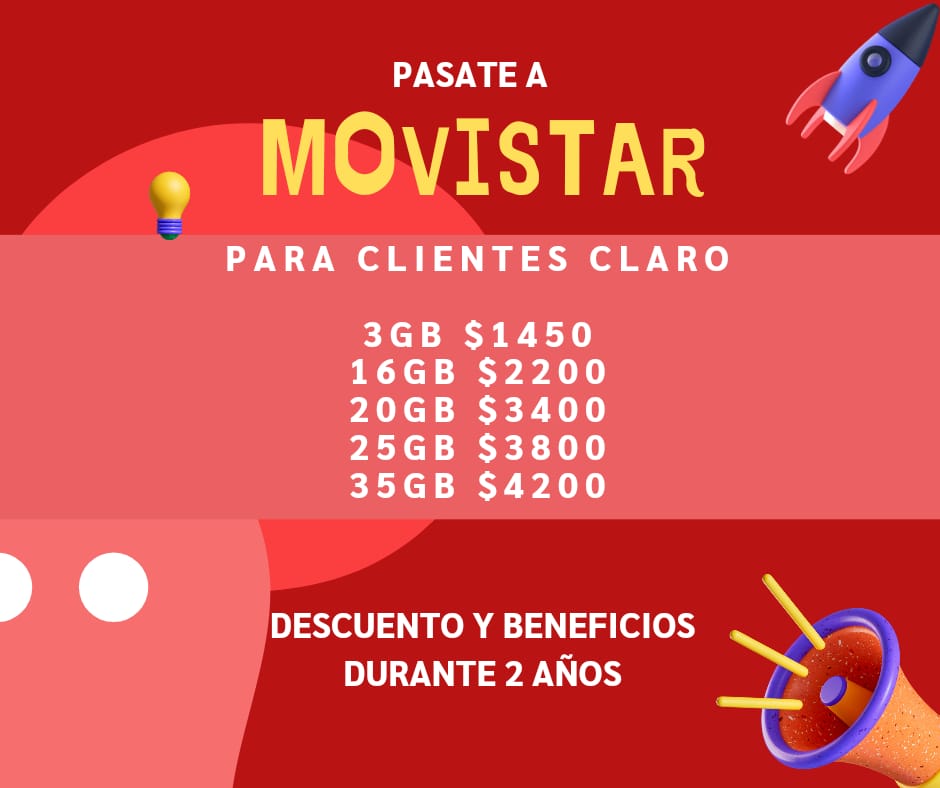 PASATE A
MOVISTAR
PARA CLIENTES CLARO
3GB $1450
16GB $2200
20GB $3400
25GB $3800
35GB $4200
DESCUENTO Y BENEFICIOS
DURANTE 2 AÑOS